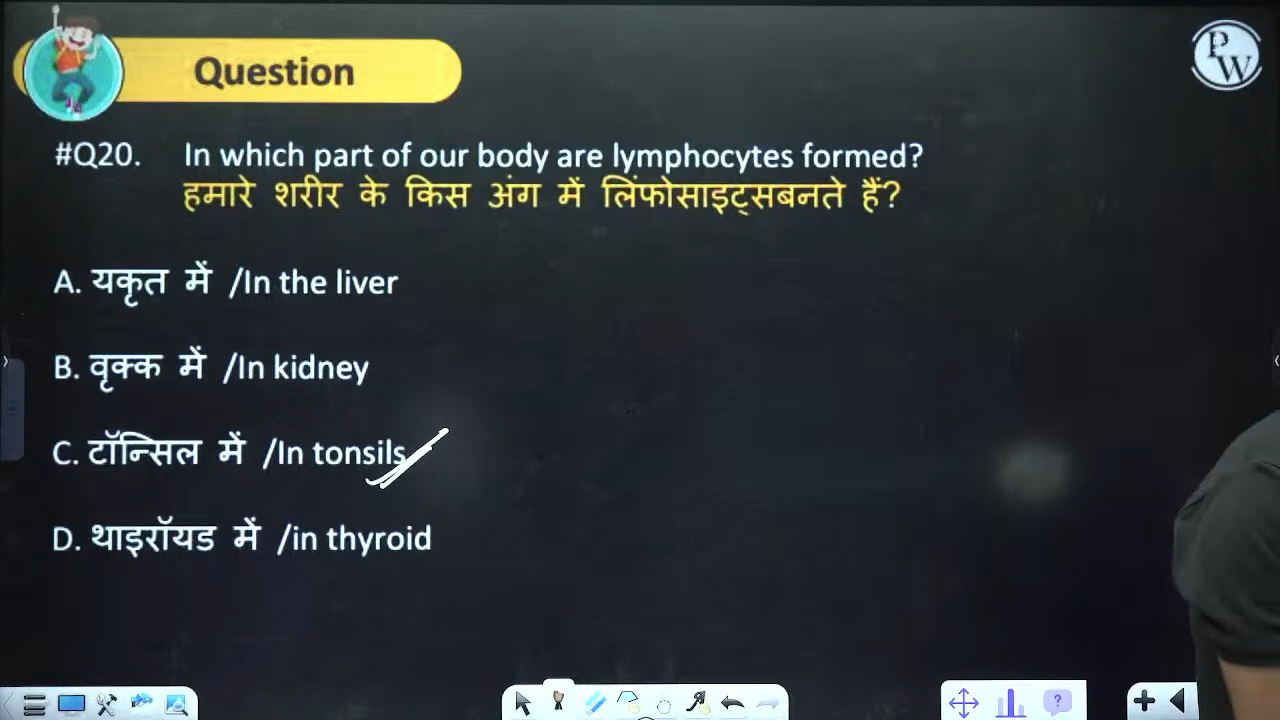 Question
PW
#Q20. In which part of our body are lymphocytes formed?
हमारे शरीर के किस अंग में लिंफोसाइट्सबनते हैं?
A. यकृत में /In the liver
B. वृक्क में /In kidney
C. टॉन्सिल में /In tonsils
D. थाइरॉयड में /in thyroid